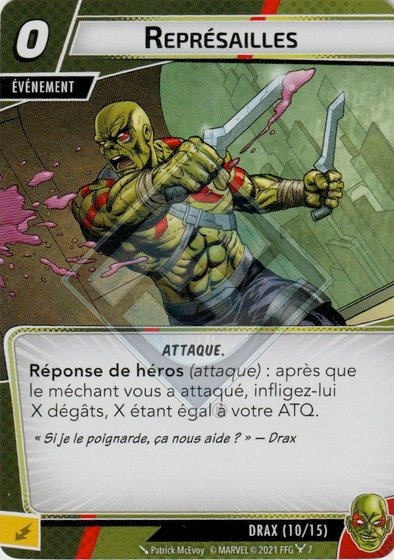 0
REPRÉSAILLES
ÉVÉNEMENT
ATTAQUE.
Réponse de héros (attaque) : après que
le méchant vous a attaqué, infligez-lui
X dégâts, X étant égal à votre ATQ.
« Si je le poignarde, ça nous aide ? » — Drax
DRAX (10/15)
Patrick McEvoy © MARVEL © 2021 FFG 7